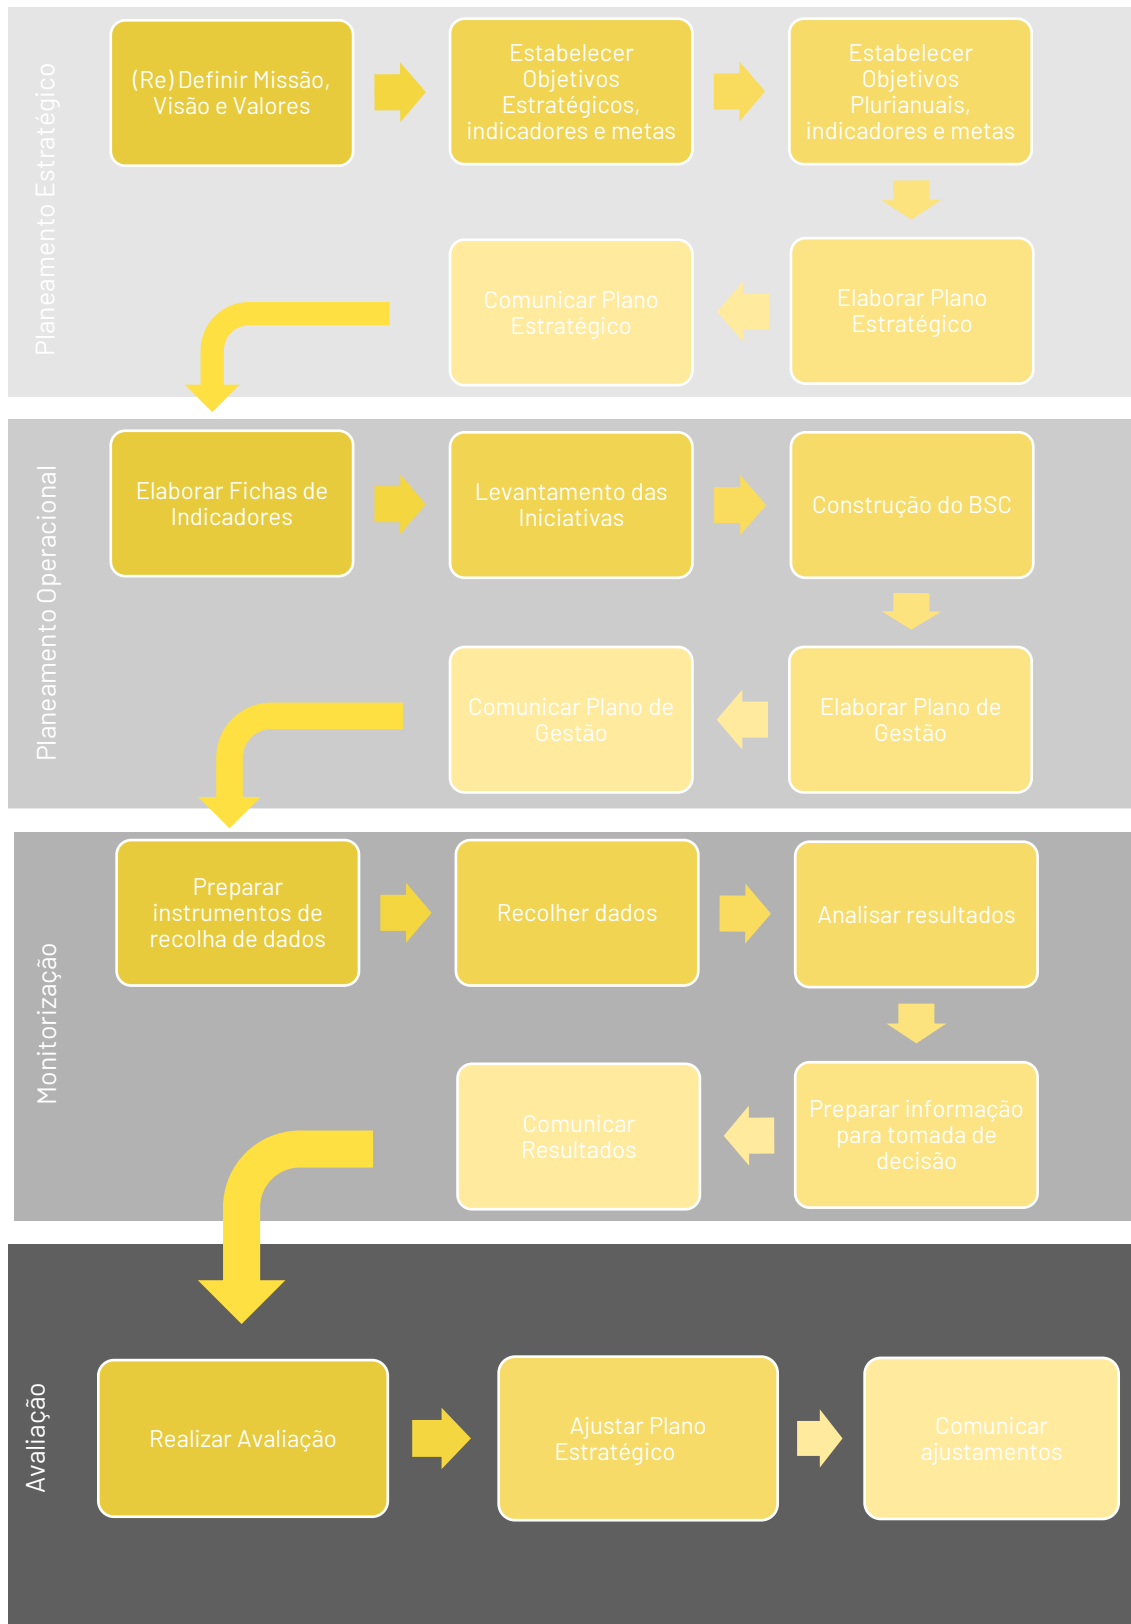 Planeamento Estratégico
(Re) Definir Missão,
Visão e Valores
Estabelecer
Objetivos
Estratégicos,
indicadores e metas
Estabelecer
Objetivos
Plurianuais,
indicadores e metas
Elaborar Plano
Estratégico
Comunicar Plano
Estratégico
Planeamento Operacional
Elaborar Fichas de
Indicadores
Levantamento das
Iniciativas
Construção do BSC
Elaborar Plano de
Gestão
Comunicar Plano de
Gestão
Monitorização
Preparar
instrumentos de
recolha de dados
Recolher dados
Analisar resultados
Preparar informação
para tomada de
decisão
Comunicar
Resultados
Avaliação
Realizar Avaliação
Ajustar Plano
Estratégico
Comunicar
ajustamentos